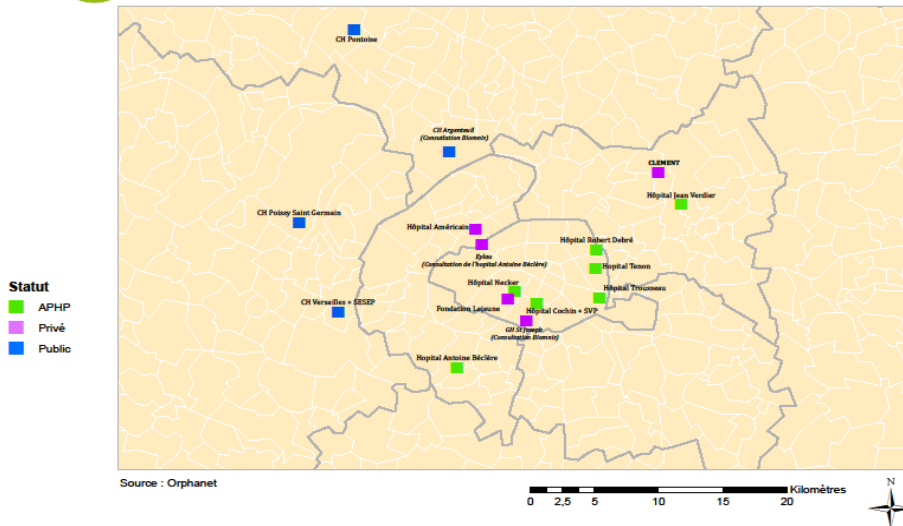 CH Pontoise
CH Argenteuil
(Consultation Biomnis)
CLEMENT
Hôpital Jean Verdier
CH Poissy Saint Germain
Hôpital Américain
Eylau
(Consultation de l'hopital Antoine Béclère)
Hôpital Robert Debré
Hopital Tenon
Hôpital Necker
Hôpital Trousseau
Fondation Lejeune
Hôpital Cochin + SVP
CH Versailles + SESEP
GH St Joseph
(Consultation Biomnis)
Hopital Antoine Béclère
Statut
APHP
Privé
Public
Source : Orphanet
Kilomètres
0 2,5 5 10 15 20
N